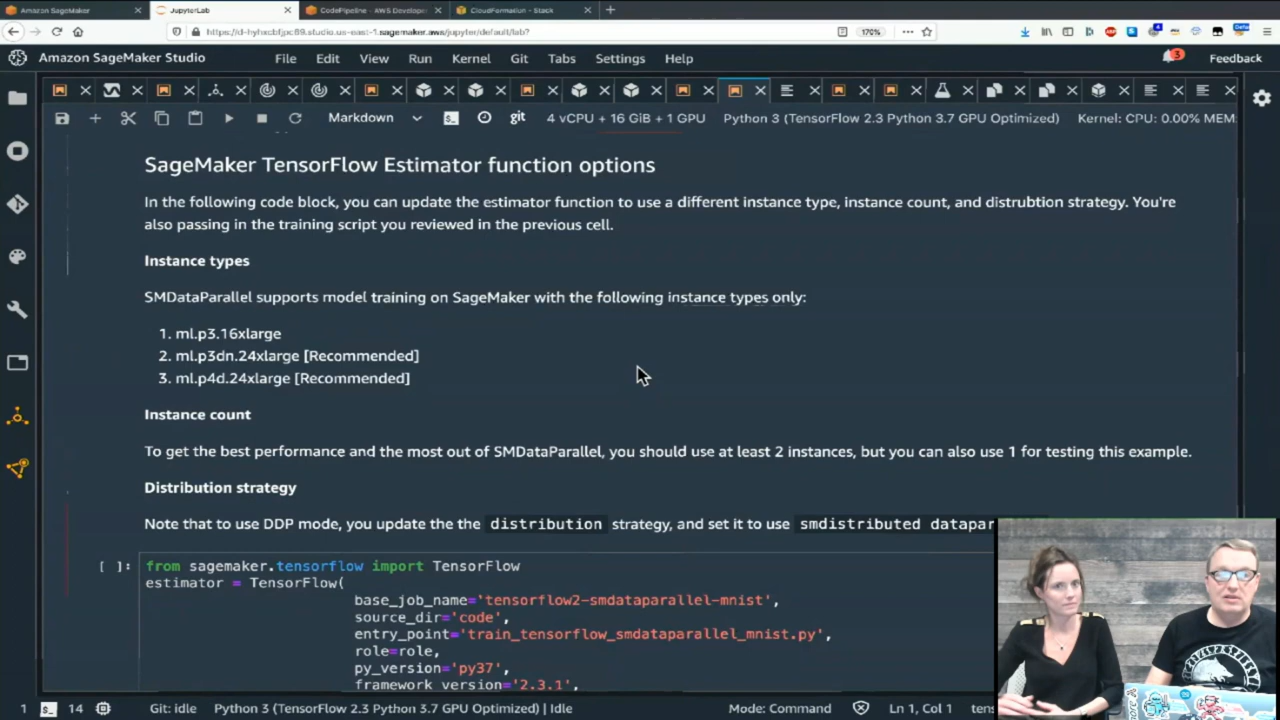 Amazon SageMaker
JupyterLab
CodePipeline - AWS Developer
CloudFormation - Stack
170%
Amazon SageMaker Studio
File Edit View Run Kernel Git Tabs Settings Help
3
Feedback
Markdown
git
4 vCPU + 16 GiB + 1 GPU
Python 3 (TensorFlow 2.3 Python 3.7 GPU Optimized)
Kernel: CPU: 0.00% MEM:
SageMaker TensorFlow Estimator function options
In the following code block, you can update the estimator function to use a different instance type, instance count, and distrubtion strategy. You're
also passing in the training script you reviewed in the previous cell.
Instance types
SMDataParallel supports model training on SageMaker with the following instance types only:
1. ml.p3.16xlarge
2. ml.p3dn.24xlarge [Recommended]
3. ml.p4d.24xlarge [Recommended]
Instance count
To get the best performance and the most out of SMDataParallel, you should use at least 2 instances, but you can also use 1 for testing this example.
Distribution strategy
Note that to use DDP mode, you update the the distribution strategy, and set it to use smdistributed datapar
[ ]: from sagemaker.tensorflow import TensorFlow
estimator = TensorFlow(
base_job_name='tensorflow2-smdataparallel-mnist',
source_dir='code',
entry_point='train_tensorflow_smdataparallel_mnist.py',
role=role,
py_version='py37',
framework_version='2.3.1',
1
14
Git: idle
Python 3 (TensorFlow 2.3 Python 3.7 GPU Optimized) | Idle
Mode: Command
Ln 1, Col 1
tens